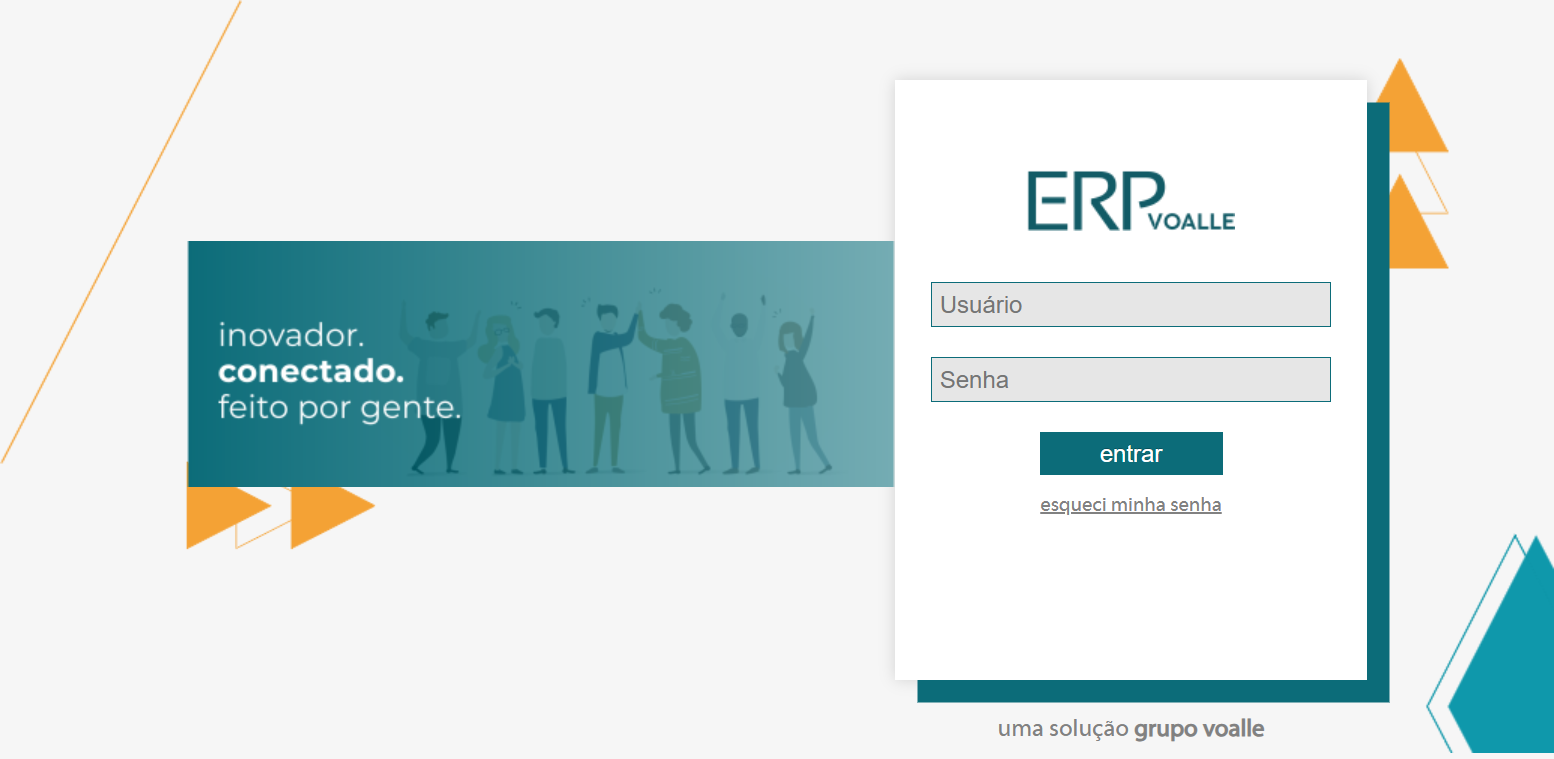 inovador.
conectado.
feito por gente.
ERP VOALLE
Usuário
Senha
entrar
esqueci minha senha
uma solução grupo voalle